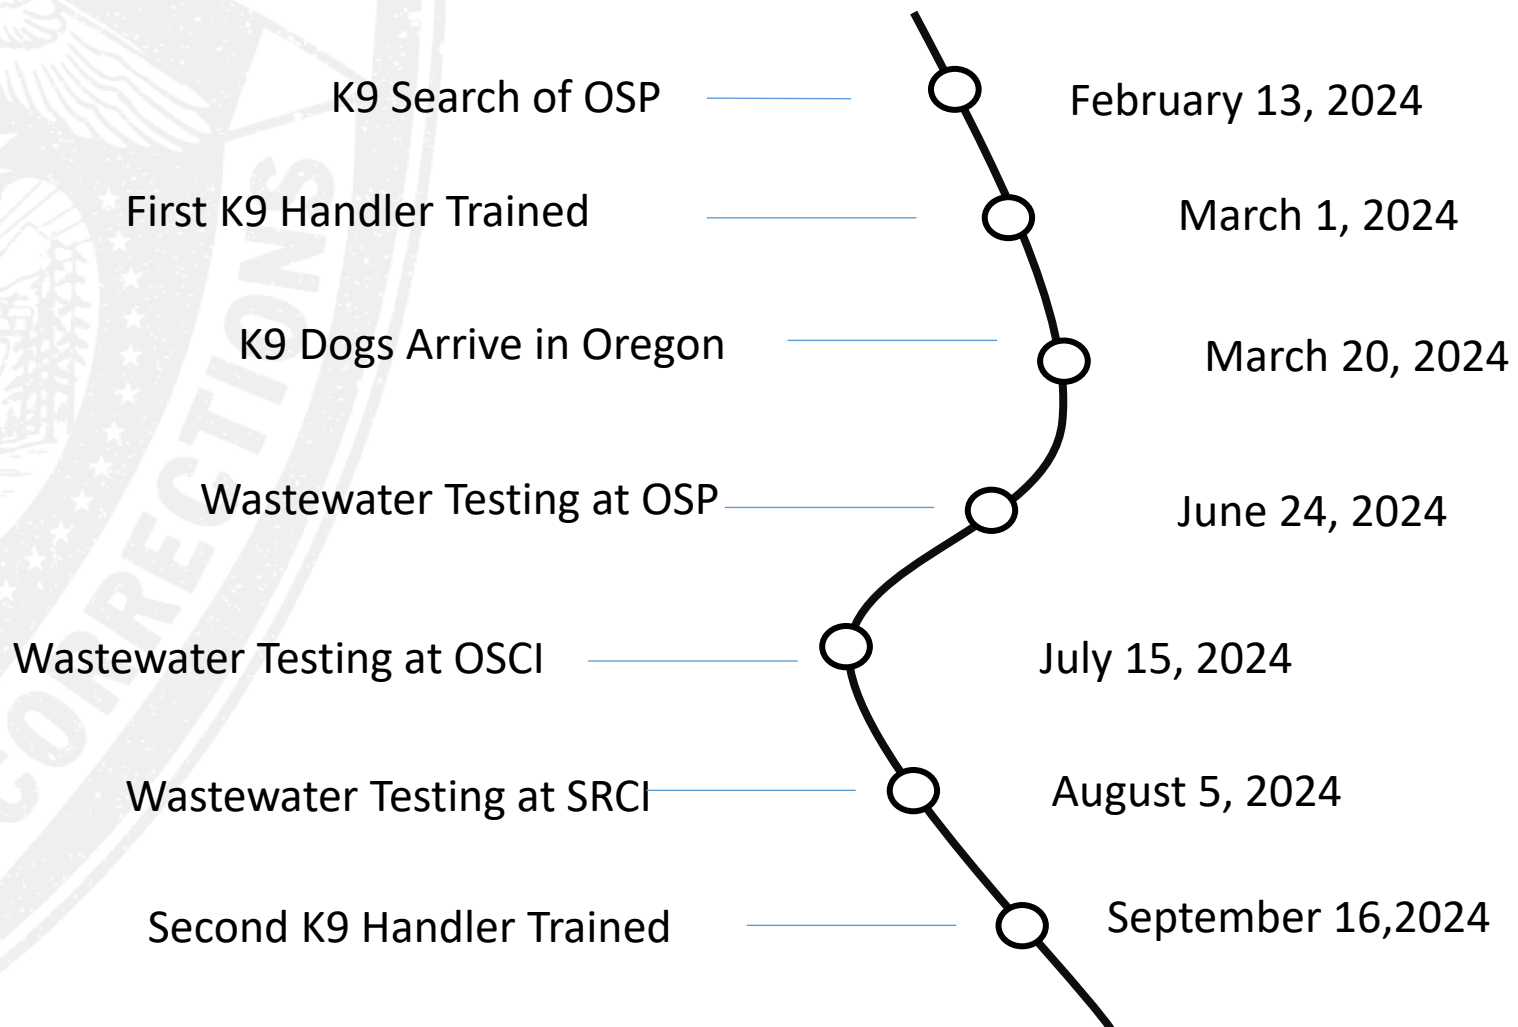 K9 Search of OSP
February 13, 2024
First K9 Handler Trained
March 1, 2024
K9 Dogs Arrive in Oregon
March 20, 2024
Wastewater Testing at OSP
June 24, 2024
Wastewater Testing at OSCI
July 15, 2024
Wastewater Testing at SRCI
August 5, 2024
Second K9 Handler Trained
September 16,2024
CORRECTIONS